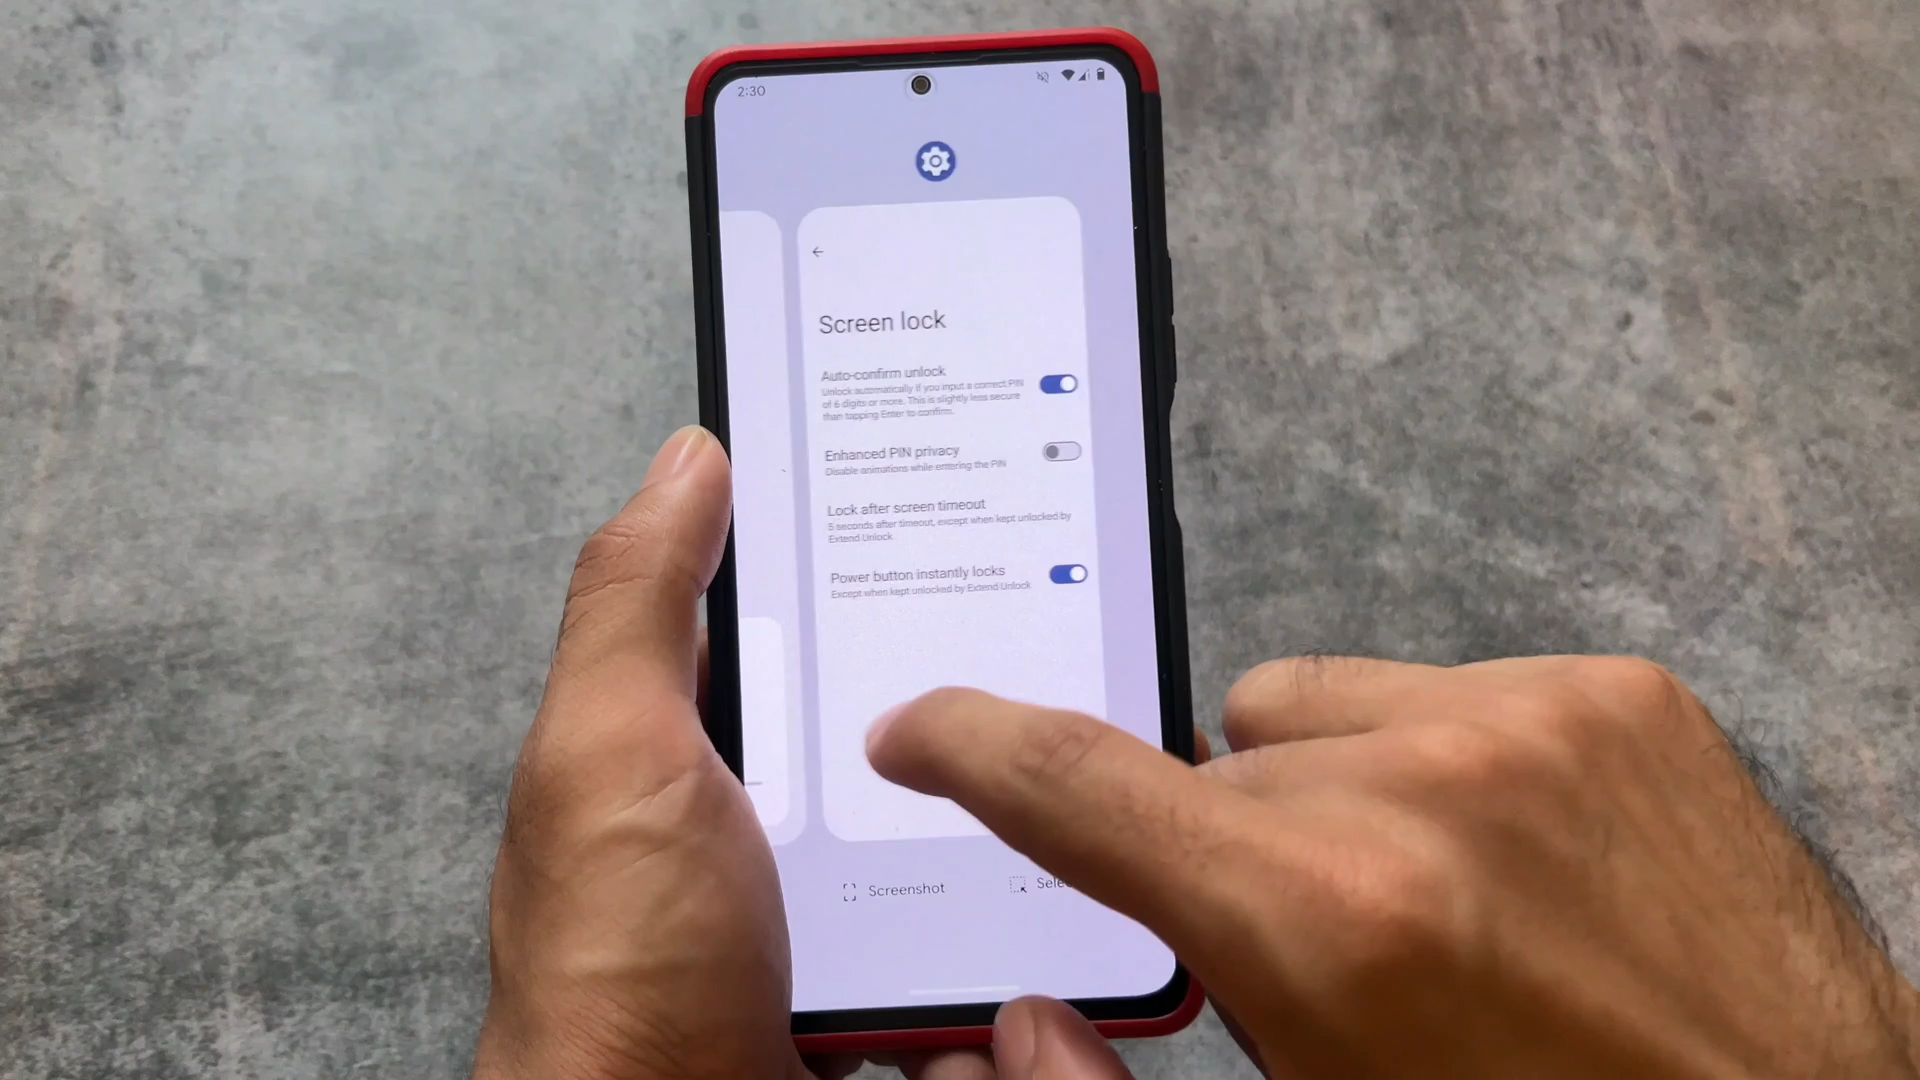 2:30
Screen lock
Auto-confirm unlock
Unlock automatically if you input a correct PIN
of 6 digits or more. This is slightly less secure
than tapping Enter to confirm.
Enhanced PIN privacy
Disable animations while entering the PIN
Lock after screen timeout
5 seconds after timeout, except when kept unlocked by
Extend Unlock
Power button instantly locks
Except when kept unlocked by Extend Unlock
Screenshot